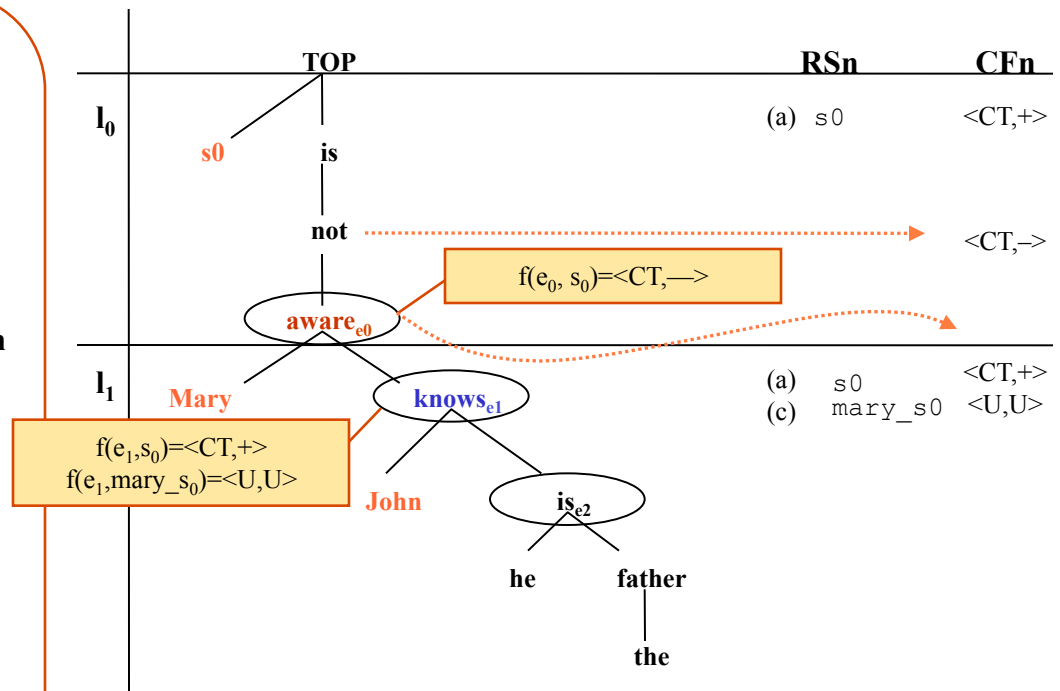 TOP RSn CFn
l0 (a) s0 <CT,+>
s0 is
not <CT,–>
f(e0, s0)=<CT,—>
awaree0
n
l1 (a) s0 <CT,+>
Mary knowse1 (c) mary_s0 <U,U>
f(e1,s0)=<CT,+>
f(e1,mary_s0)=<U,U>
John ise2
he father
the